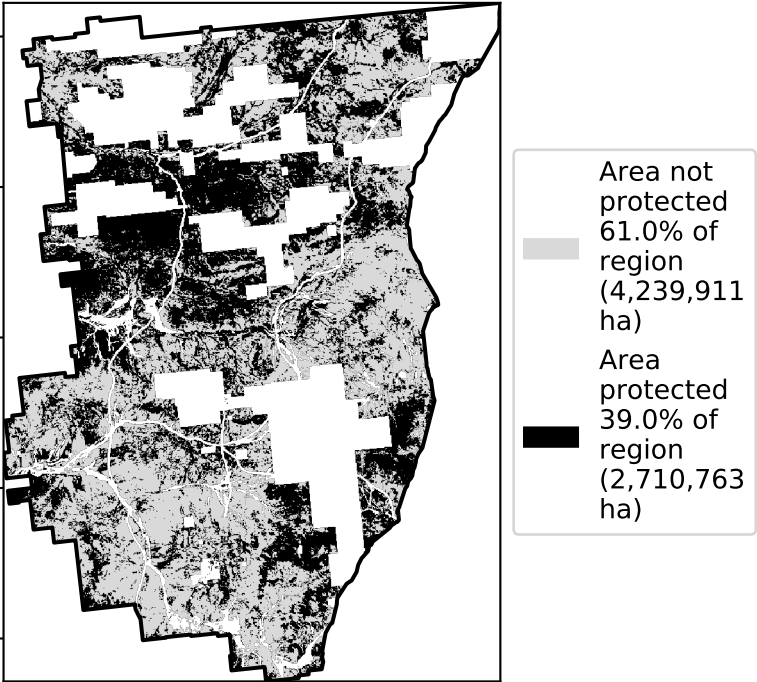 Area not
protected
61.0% of
region
(4,239,911
ha)
Area
protected
39.0% of
region
(2,710,763
ha)